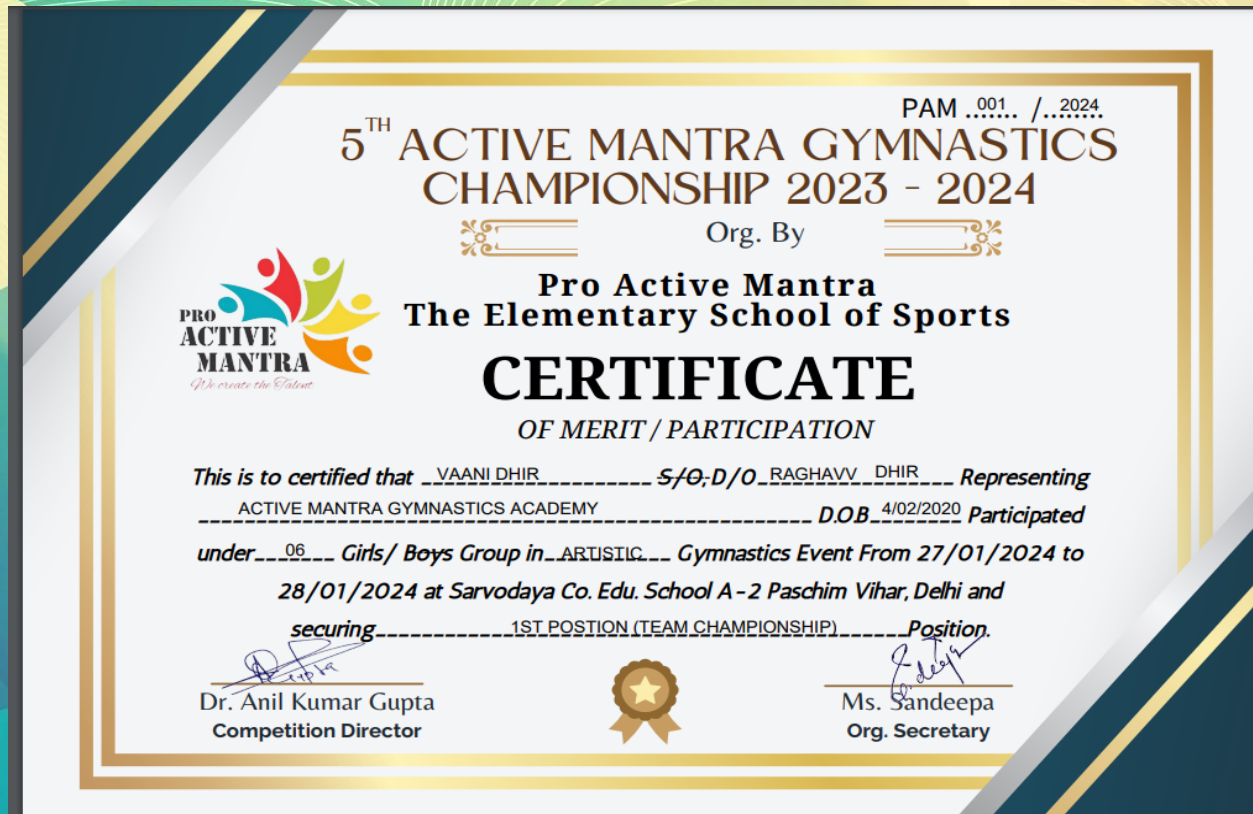 PAM ..001.... /..2024..
5TH ACTIVE MANTRA GYMNASTICS
CHAMPIONSHIP 2023 - 2024
Org. By
Pro Active Mantra
The Elementary School of Sports
PRO
ACTIVE
MANTRA
We create the Talent
CERTIFICATE
OF MERIT / PARTICIPATION
This is to certified that VAANI DHIR S/O, D/O RAGHAVV DHIR Representing
ACTIVE MANTRA GYMNASTICS ACADEMY D.O.B 4/02/2020 Participated
under 06 Girls/ Boys Group in ARTISTIC Gymnastics Event From 27/01/2024 to
28/01/2024 at Sarvodaya Co. Edu. School A-2 Paschim Vihar, Delhi and
securing 1ST POSTION (TEAM CHAMPIONSHIP) Position.
Dr. Anil Kumar Gupta
Competition Director
Ms. Sandeepa
Org. Secretary